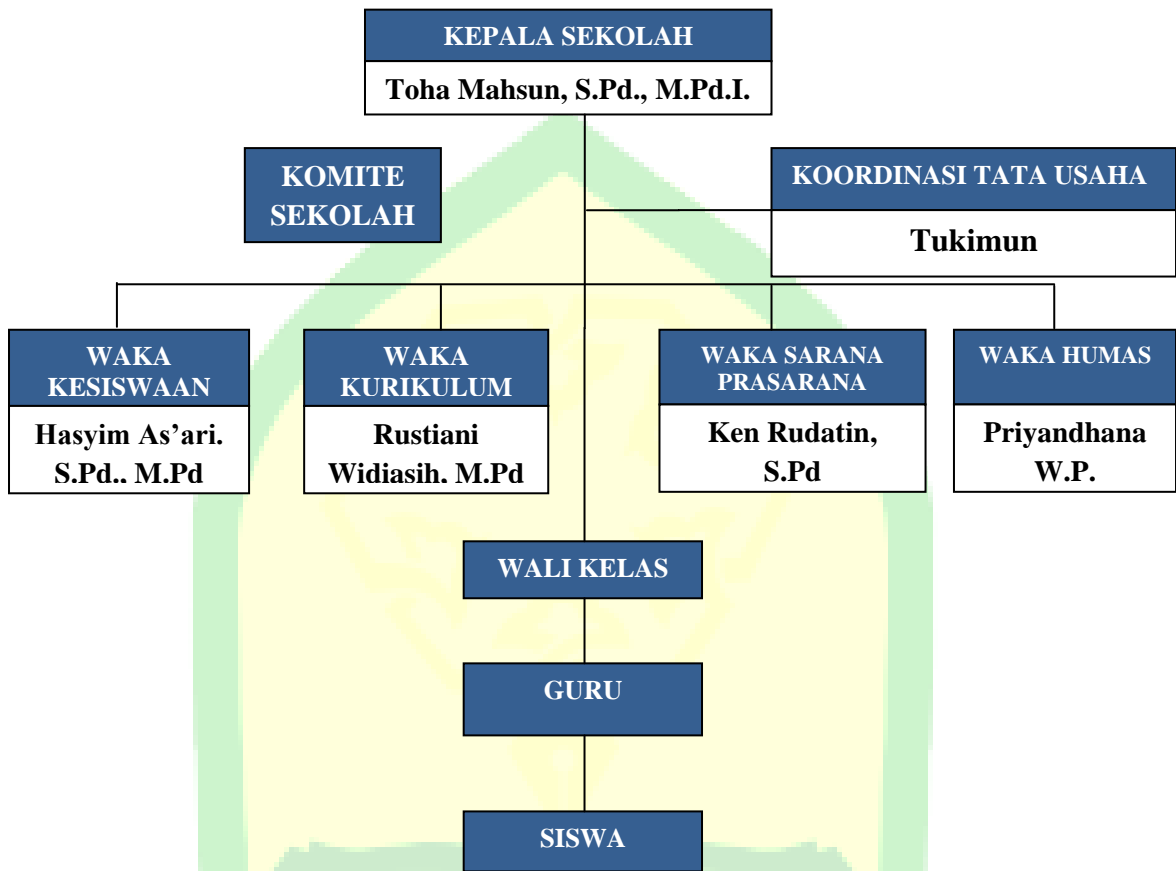 KEPALA SEKOLAH
Toha Mahsun, S.Pd., M.Pd.I.
KOMITE
SEKOLAH
KOORDINASI TATA USAHA
Tukimun
WAKA
KESISWAAN
Hasyim As’ari.
S.Pd., M.Pd
WAKA
KURIKULUM
Rustiani
Widiasih, M.Pd
WAKA SARANA
PRASARANA
Ken Rudatin,
S.Pd
WAKA HUMAS
Priyandhana
W.P.
WALI KELAS
GURU
SISWA